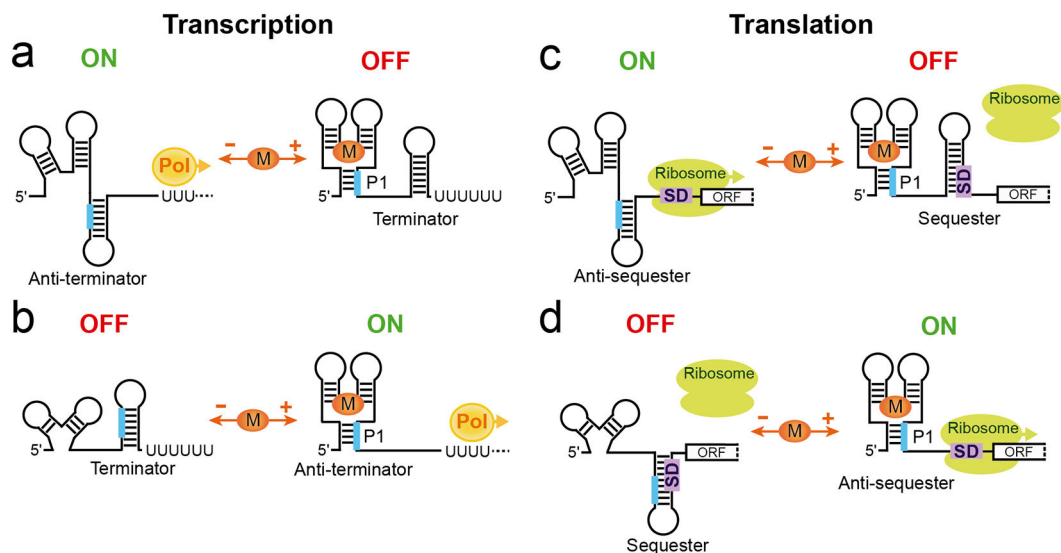 Transcription
Translation
a
ON
OFF
Pol
- M +
M
P1
5'
UUU
5'
UUUUUU
Terminator
Anti-terminator
c
ON
OFF
Ribosome
Ribosome
- M +
M
P1
SD
5'
SD
ORF
5'
ORF
Sequester
Anti-sequester
b
OFF
ON
- M +
M
Pol
P1
5'
UUUUUU
5'
UUUU
Terminator
Anti-terminator
d
OFF
ON
Ribosome
- M +
M
Ribosome
P1
5'
ORF
SD
5'
SD
ORF
Anti-sequester
Sequester